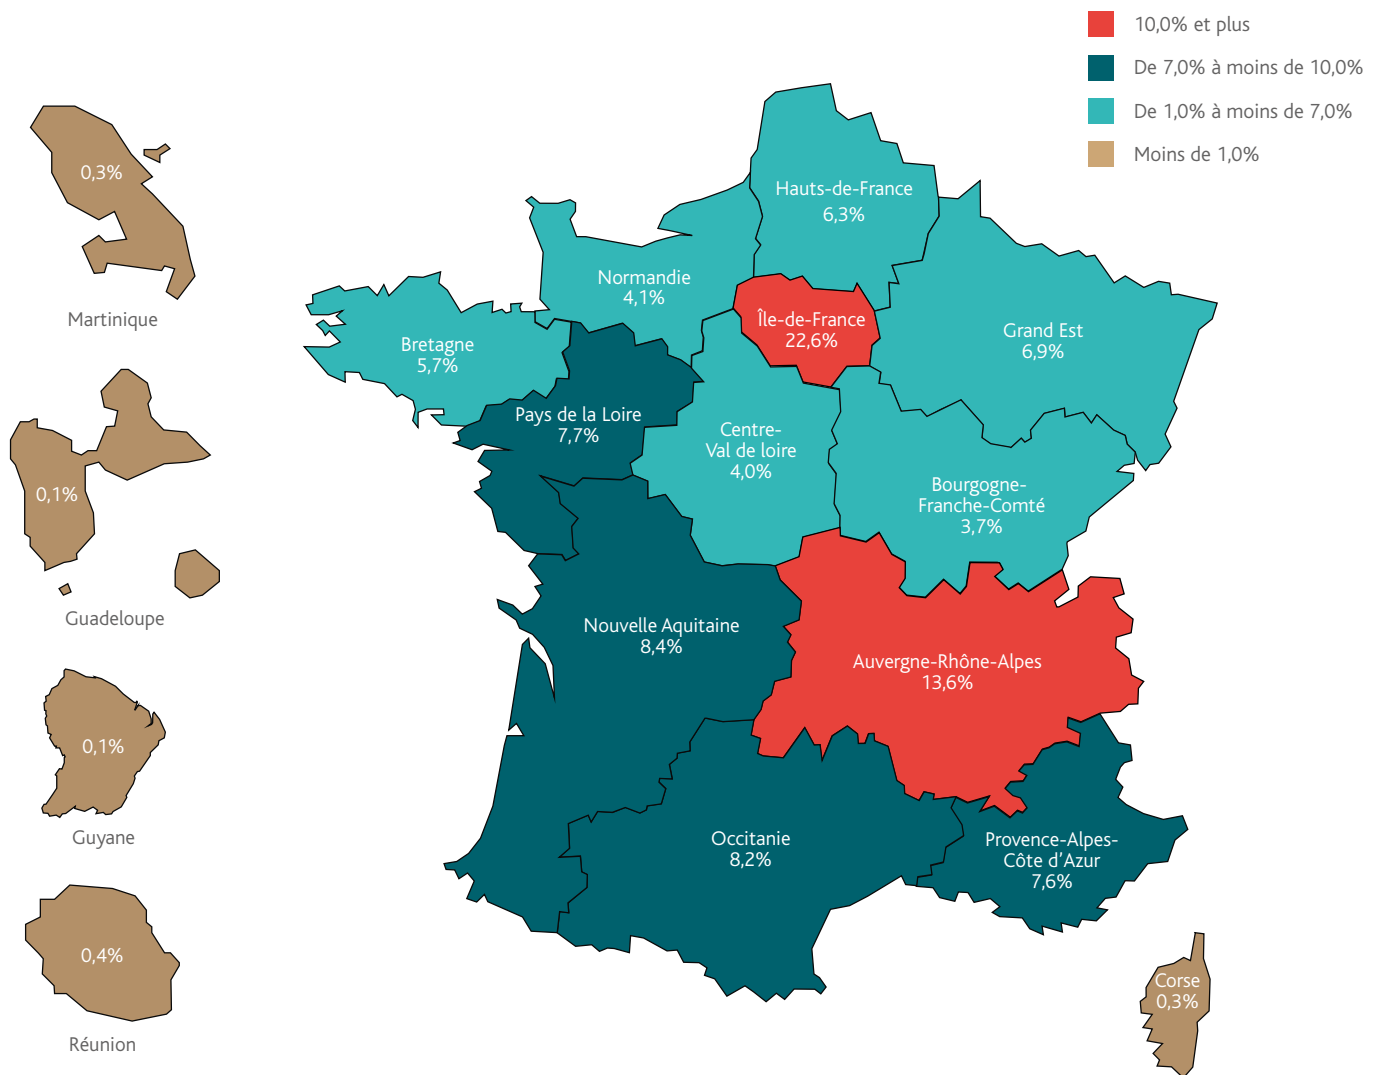 10,0% et plus
De 7,0% à moins de 10,0%
De 1,0% à moins de 7,0%
Moins de 1,0%
0,3%
Martinique
0,1%
Guadeloupe
0,1%
Guyane
0,4%
Réunion
Hauts-de-France
6,3%
Normandie
4,1%
Île-de-France
22,6%
Grand Est
6,9%
Bretagne
5,7%
Pays de la Loire
7,7%
Centre-
Val de loire
4,0%
Bourgogne-
Franche-Comté
3,7%
Nouvelle Aquitaine
8,4%
Auvergne-Rhône-Alpes
13,6%
Occitanie
8,2%
Provence-Alpes-
Côte d'Azur
7,6%
Corse
0,3%